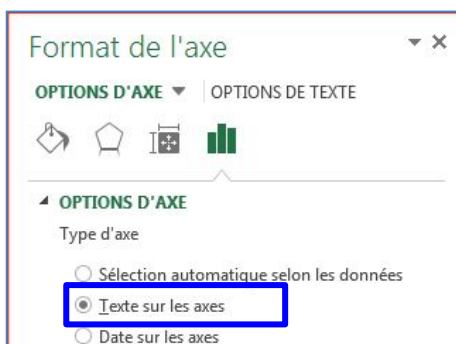 Format de l'axe
OPTIONS D'AXE OPTIONS DE TEXTE
OPTIONS D'AXE
Type d'axe
Sélection automatique selon les données
Texte sur les axes
Date sur les axes